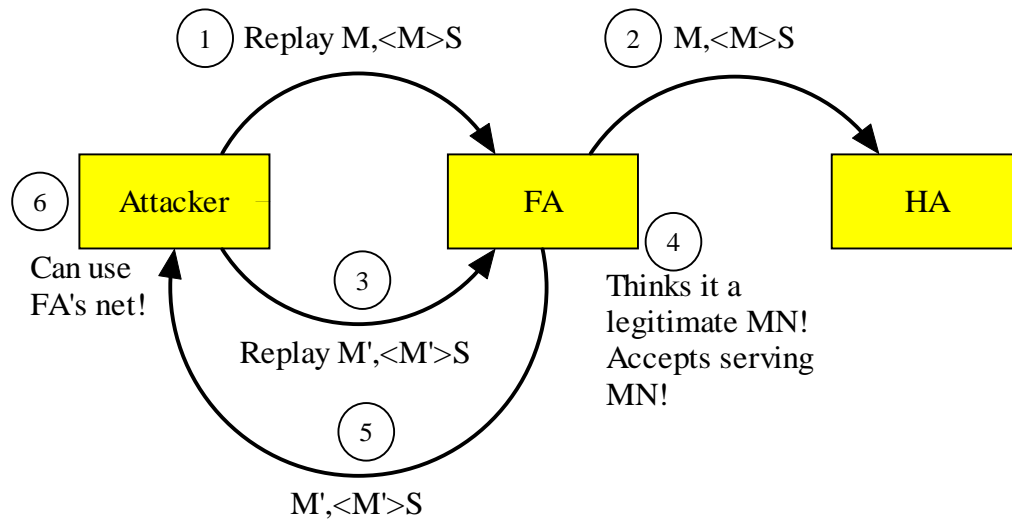 1 Replay M,<M>S
2 M,<M>S
Attacker
FA
HA
6
Can use
FA's net!
3
4
Thinks it a
legitimate MN!
Accepts serving
MN!
Replay M',<M'>S
5
M',<M'>S